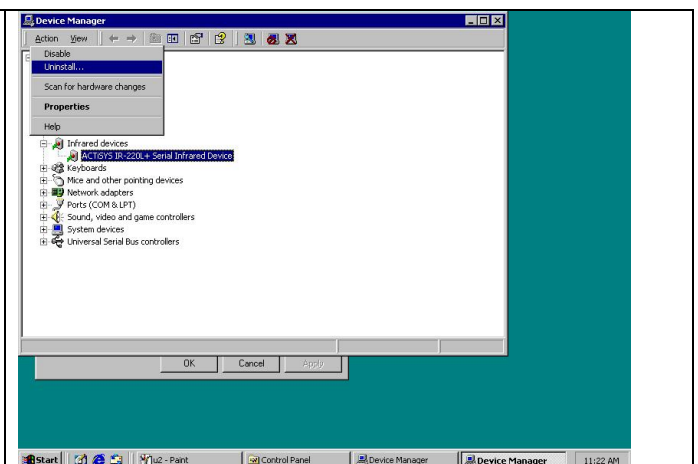 Device Manager
Action View
Disable
Uninstall...
Scan for hardware changes
Properties
Help
Infrared devices
ACTiSYS IR-220L+ Serial Infrared Device
Keyboards
Mice and other pointing devices
Network adapters
Ports (COM & LPT)
Sound, video and game controllers
System devices
Universal Serial Bus controllers
OK Cancel Apply
Start u2 - Paint Control Panel Device Manager Device Manager 11:22 AM